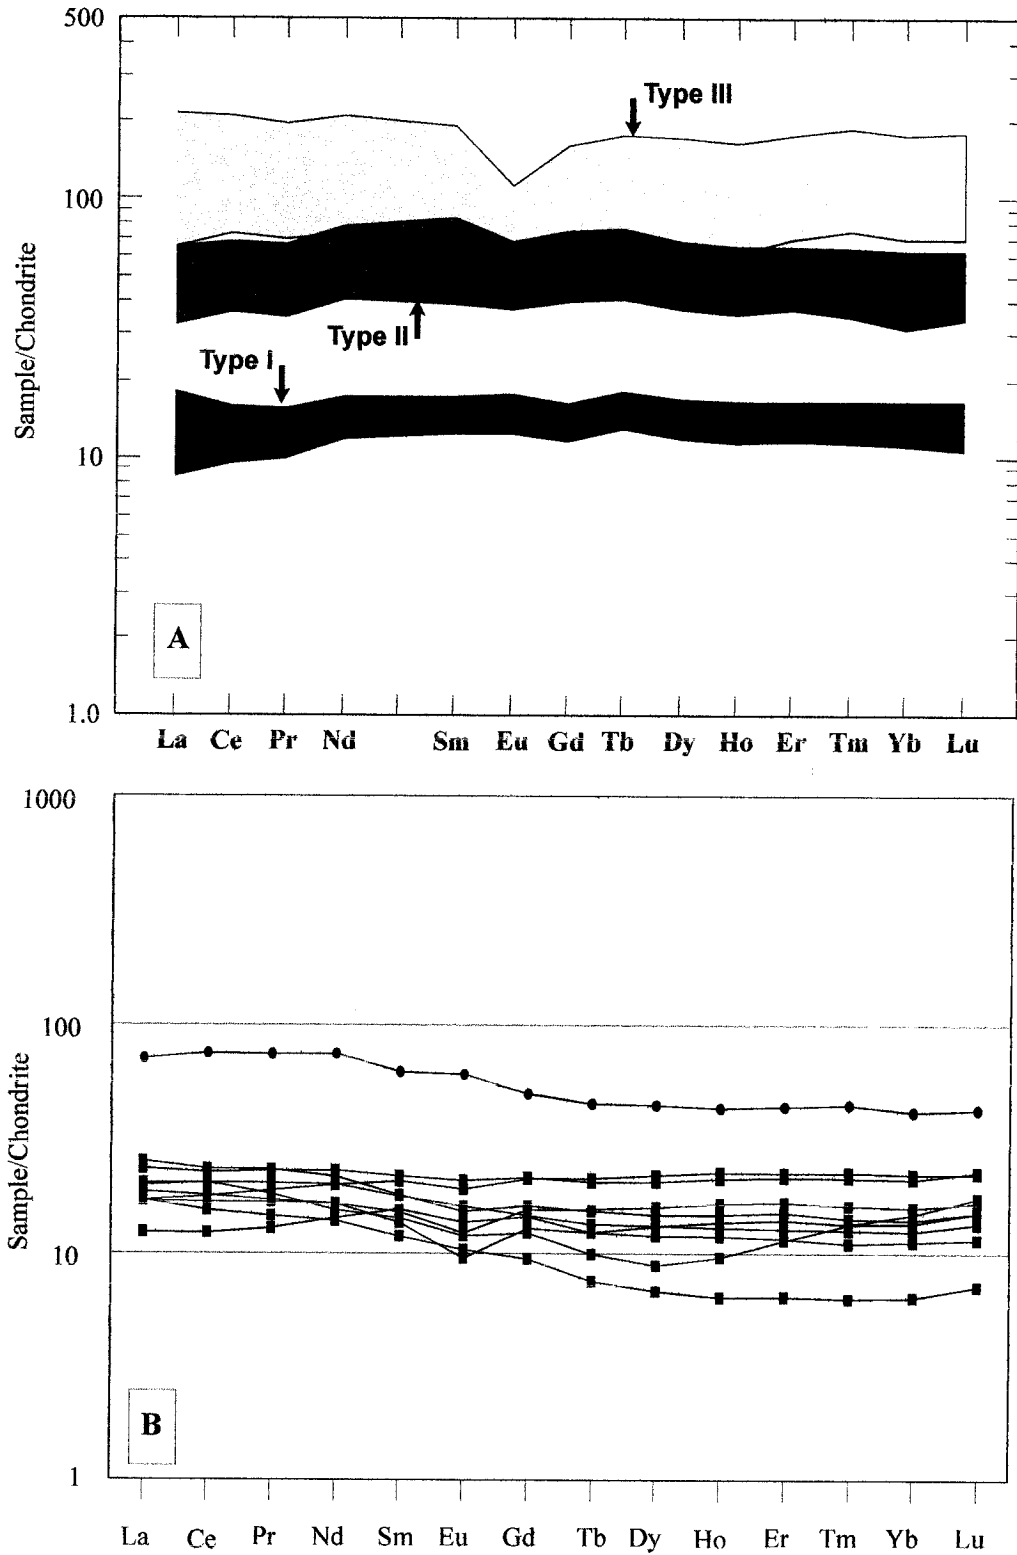 500
Type III
100
Sample/Chondrite
Type II
Type I
10
A
1.0
La Ce Pr Nd Sm Eu Gd Tb Dy Ho Er Tm Yb Lu
1000
100
Sample/Chondrite
10
B
1
La Ce Pr Nd Sm Eu Gd Tb Dy Ho Er Tm Yb Lu